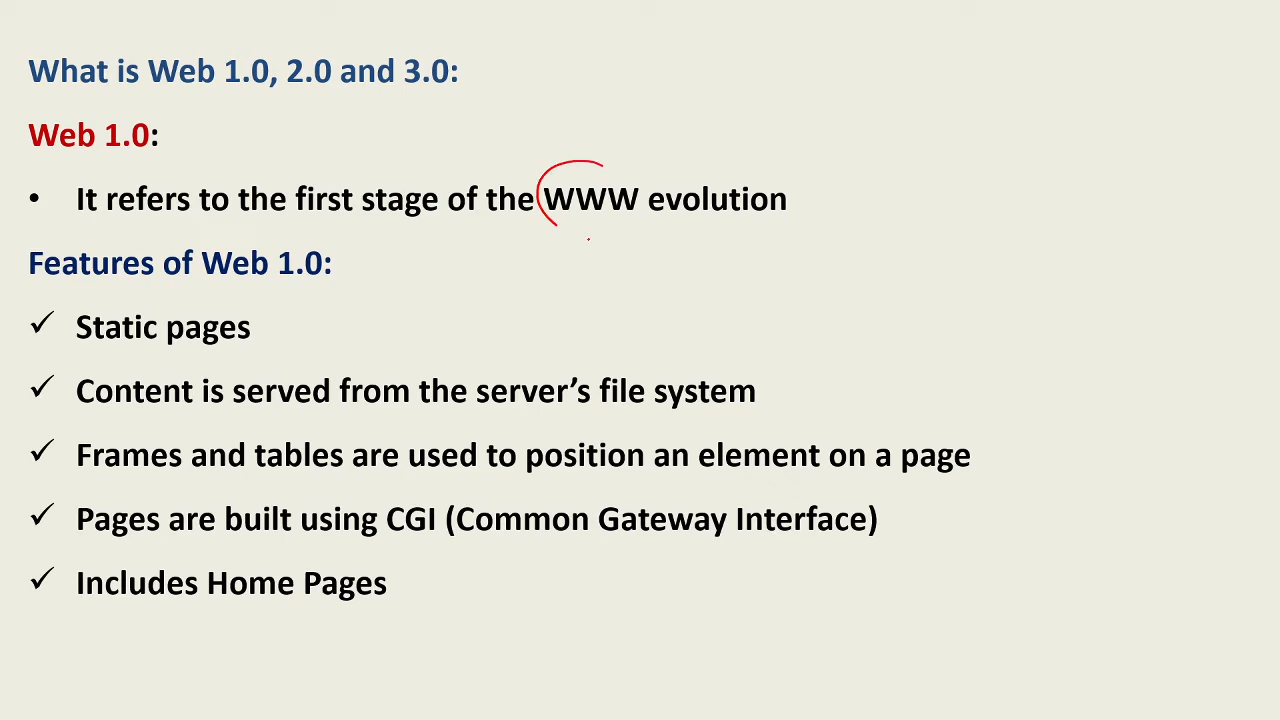 What is Web 1.0, 2.0 and 3.0:
Web 1.0:
• It refers to the first stage of the WWW evolution
Features of Web 1.0:
✓ Static pages
✓ Content is served from the server’s file system
✓ Frames and tables are used to position an element on a page
✓ Pages are built using CGI (Common Gateway Interface)
✓ Includes Home Pages